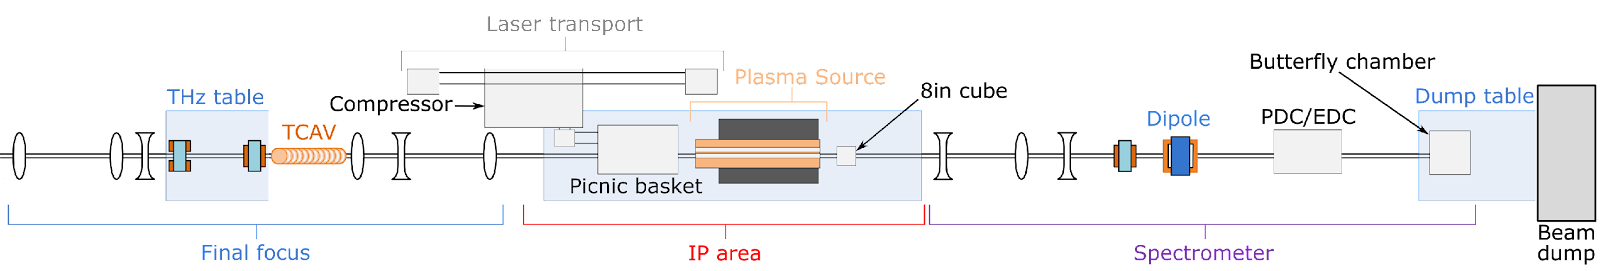 Laser transport
Plasma Source
Butterfly chamber
THz table
Compressor
8in cube
Dump table
TCAV
Dipole
PDC/EDC
Picnic basket
Final focus
IP area
Spectrometer
Beam
dump